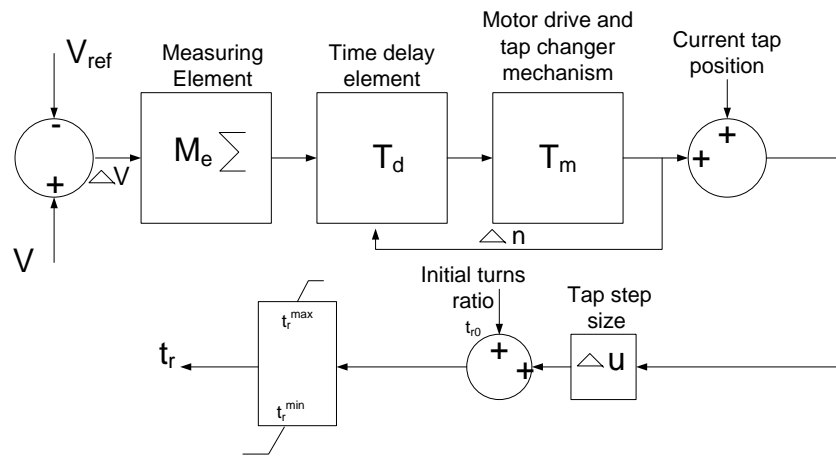 Measuring
Element
Time delay
element
Motor drive and
tap changer
mechanism
Current tap
position
V_ref
-
+
△V
V
M_e ∑
T_d
T_m
△n
+
+
Initial turns
ratio
t_r0
+
+
Tap step
size
△u
t_r^max
t_r^min
t_r